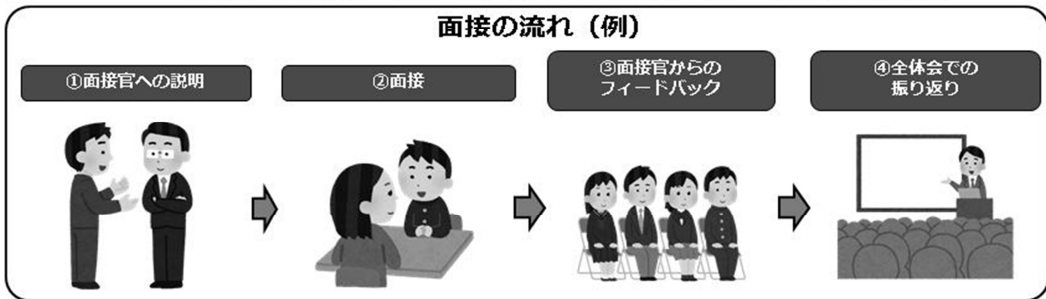 面接の流れ（例）
①面接官への説明
②面接
③面接官からの
フィードバック
④全体会での
振り返り